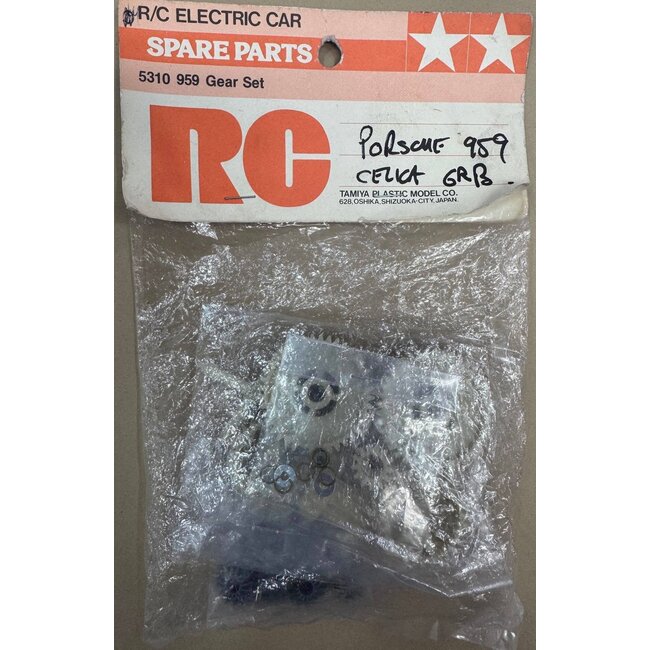 R/C ELECTRIC CAR
SPARE PARTS
5310 959 Gear Set
RC
PORSCHE 959
CELICA GRB.
TAMIYA PLASTIC MODEL CO.
628, OSHIKA, SHIZUOKA-CITY, JAPAN.